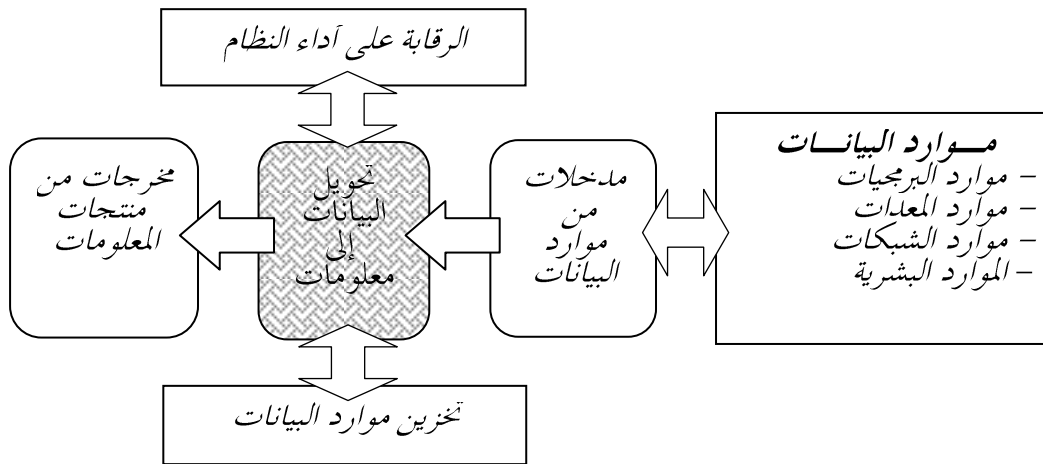 الرقابة على آداء النظام
مــوارد البيانــات
– موارد البرمجيات
– موارد المعدات
– موارد الشبكات
– الموارد البشرية
مدخلات
من
موارد
البيانات
تحويل
البيانات
إلى
معلومات
مخرجات من
منتجات
المعلومات
تخزين موارد البيانات